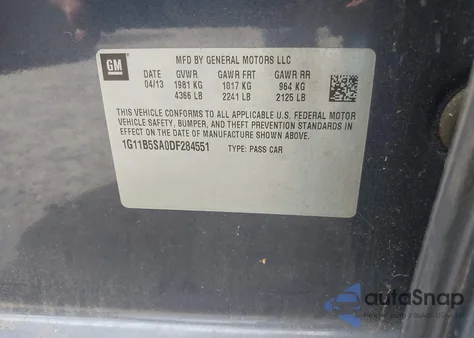 GM
MFD BY GENERAL MOTORS LLC
DATE GVWR GAWR FRT GAWR RR
04/13 1981 KG 1017 KG 964 KG
4366 LB 2241 LB 2125 LB
THIS VEHICLE CONFORMS TO ALL APPLICABLE U.S. FEDERAL MOTOR
VEHICLE SAFETY, BUMPER, AND THEFT PREVENTION STANDARDS IN
EFFECT ON THE DATE OF MANUFACTURE SHOWN ABOVE.
1G11B5SA0DF284551 TYPE: PASS CAR
autoSnap